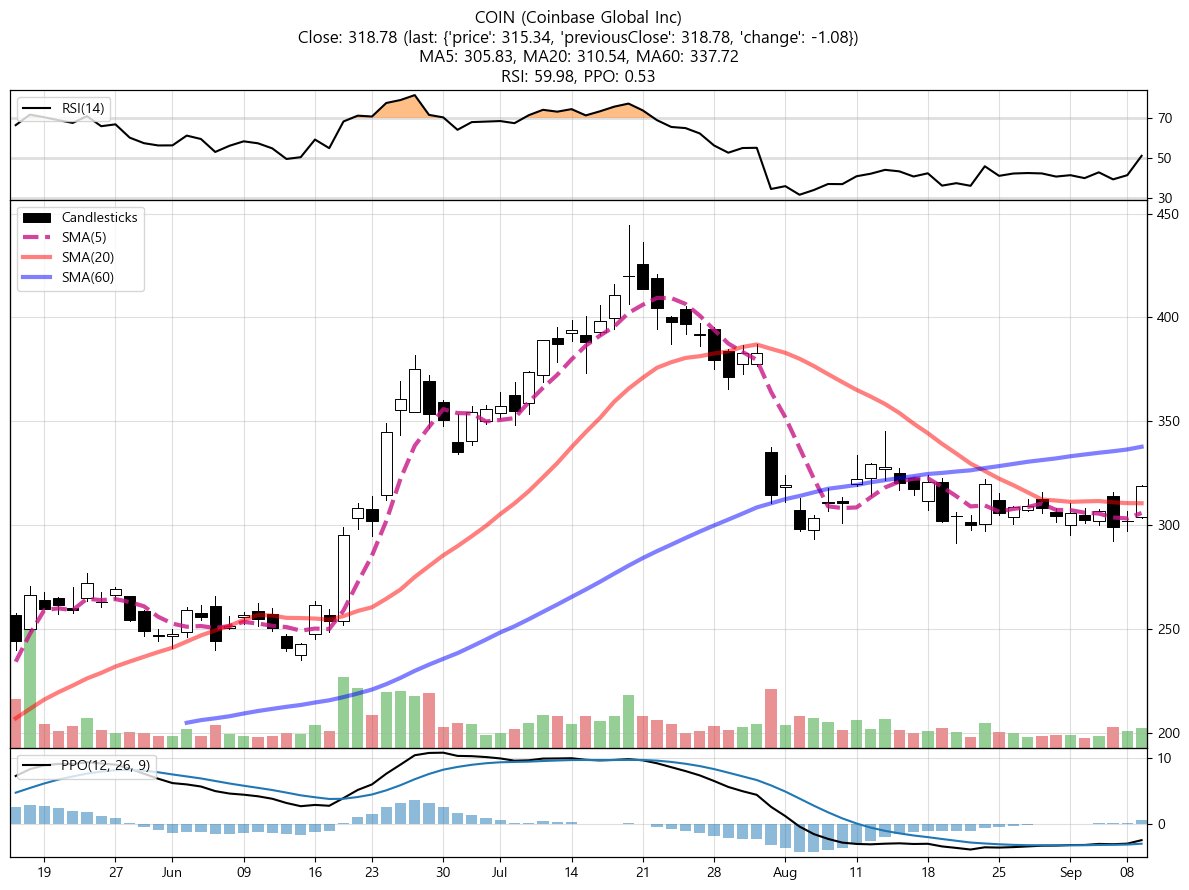 COIN (Coinbase Global Inc)
Close: 318.78 (last: {'price': 315.34, 'previousClose': 318.78, 'change': -1.08})
MA5: 305.83, MA20: 310.54, MA60: 337.72
RSI: 59.98, PPO: 0.53
RSI(14)
70
50
30
Candlesticks
SMA(5)
SMA(20)
SMA(60)
450
400
350
300
250
200
PPO(12, 26, 9)
10
0
19 27 Jun 09 16 23 30 Jul 07 14 21 28 Aug 11 18 25 Sep 08